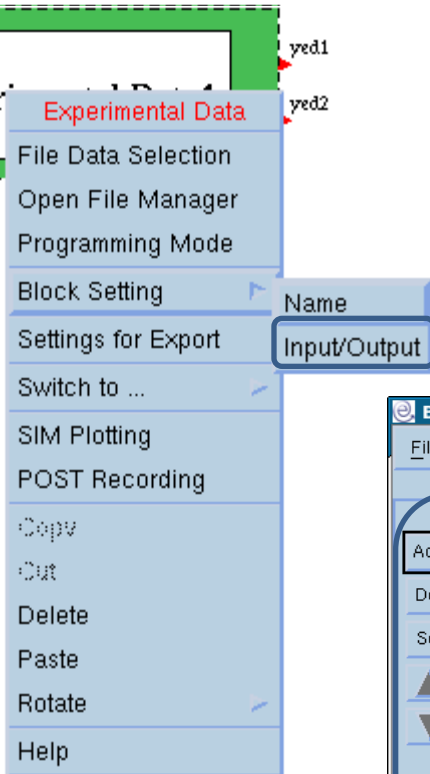 yed1
yed2
Experimental Data
File Data Selection
Open File Manager
Programming Mode
Block Setting
Name
Settings for Export
Input/Output
Switch to ...
SIM Plotting
POST Recording
Copy
Cut
Delete
Paste
Rotate
Help